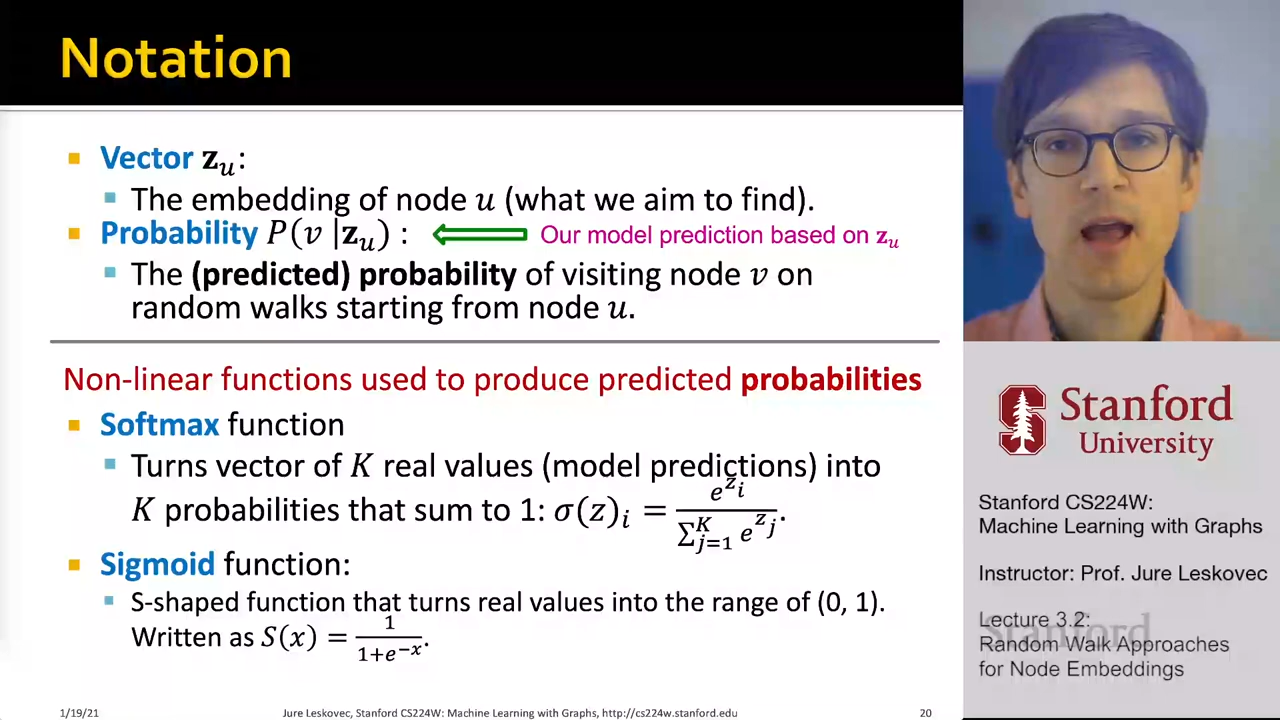 Notation
Vector 𝐳ᵤ:
The embedding of node 𝑢 (what we aim to find).
Probability 𝑃(𝑣 |𝐳ᵤ) :
Our model prediction based on 𝐳ᵤ
The (predicted) probability of visiting node 𝑣 on
random walks starting from node 𝑢.
Non-linear functions used to produce predicted probabilities
Softmax function
Turns vector of 𝐾 real values (model predictions) into
𝐾 probabilities that sum to 1: 𝜎(𝑧)ᵢ = e^{z_i} / ∑_{j=1}^{K} e^{z_j}.
Sigmoid function:
S-shaped function that turns real values into the range of (0, 1).
Written as 𝑆(𝑥) = 1 / (1+e^{−x}).
1/19/21
Jure Leskovec, Stanford CS224W: Machine Learning with Graphs, http://cs224w.stanford.edu
20
S
Stanford
University
Stanford CS224W:
Machine Learning with Graphs
Instructor: Prof. Jure Leskovec
Lecture 3.2:
Stanford
Random Walk Approaches
for Node Embeddings